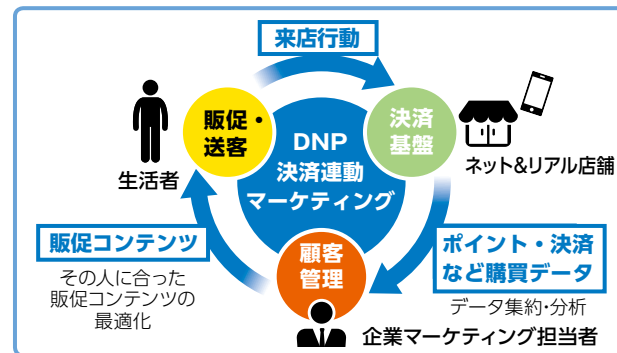 来店行動
販促・
送客
決済
基盤
DNP
決済連動
マーケティング
生活者
ネット&リアル店舗
販促コンテンツ
その人に合った
販促コンテンツの
最適化
顧客
管理
ポイント・決済
など購買データ
データ集約・分析
企業マーケティング担当者